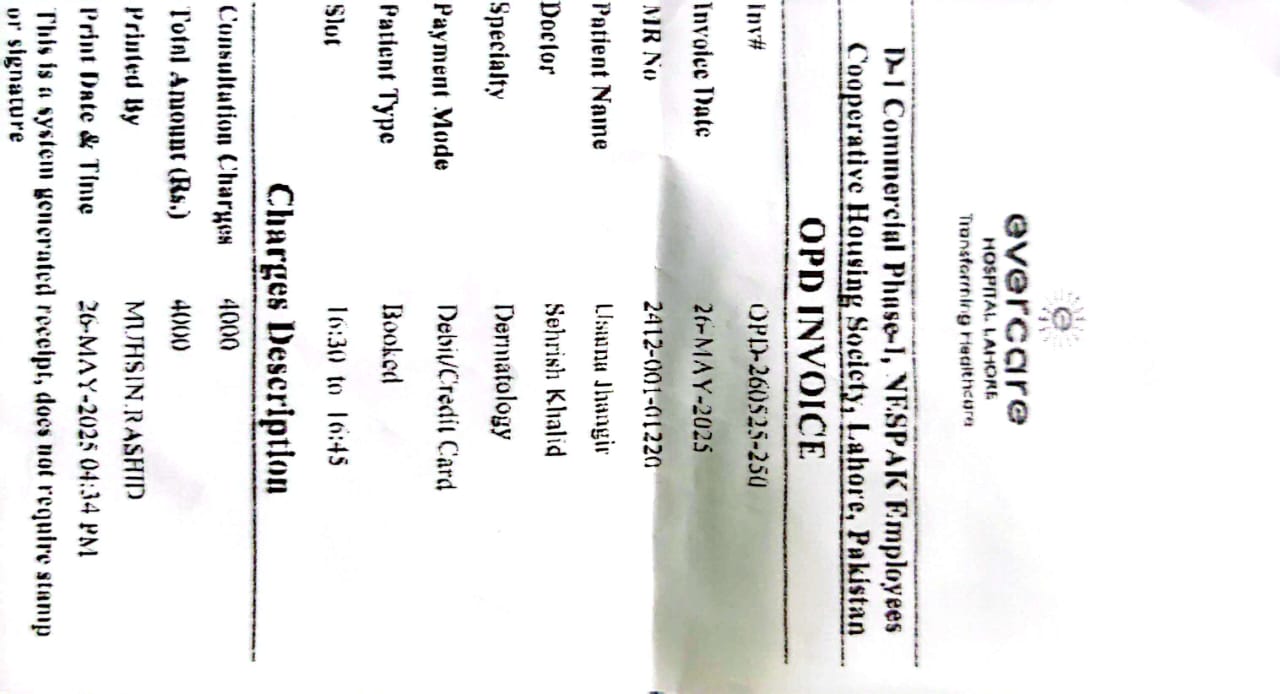 evercare
HOSPITAL LAHORE
Transforming Healthcare
D-1 Commercial Phase-1, NESPAK Employees
Cooperative Housing Society, Lahore, Pakistan
OPD INVOICE
Inv# OPD-260525-250
Invoice Date 26-MAY-2025
MR No 2412-001-01220
Patient Name Usama Jhangir
Doctor Sehrish Khalid
Specialty Dermatology
Payment Mode Debit/Credit Card
Patient Type Booked
Slot 16:30 to 16:45
Charges Description
Consultation Charges 4000
Total Amount (Rs.) 4000
Printed By MUHSIN.RASHID
Print Date & Time 26-MAY-2025 04:34 PM
This is a system generated receipt, does not require stamp
or signature